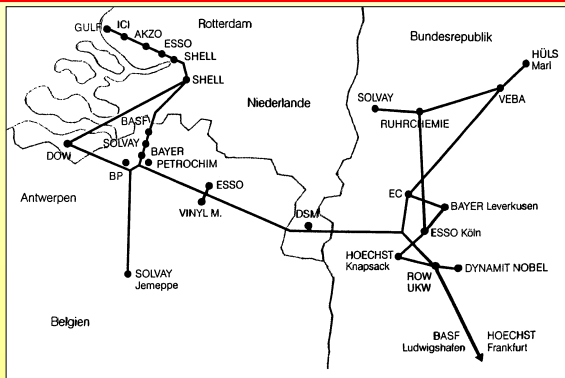 Rotterdam
GULF
ICI
AKZO
ESSO
SHELL
SHELL
Bundesrepublik
HÜLS
Marl
VEBA
SOLVAY
RUHRCHEMIE
Niederlande
BASF
SOLVAY
BAYER
PETROCHIM
BP
DOW
Antwerpen
ESSO
VINYL M.
DSM
EC
BAYER Leverkusen
ESSO Köln
HOECHST
Knapsack
ROW
UKW
DYNAMIT NOBEL
SOLVAY
Jemeppe
Belgien
BASF
Ludwigshafen
HOECHST
Frankfurt